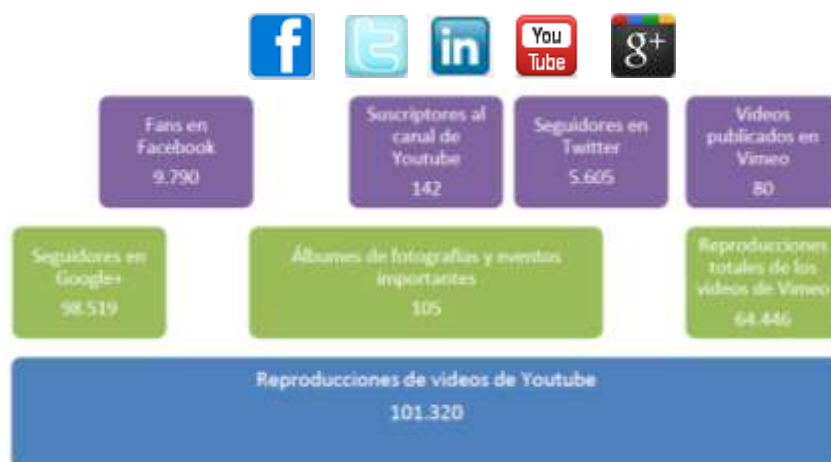 f
t
in
You
Tube
g+
Fans en
Facebook
9.790
Suscriptores al
canal de
Youtube
142
Seguidores en
Twitter
5.605
Videos
publicados en
Vimeo
80
Seguidores en
Google+
98.519
Álbumes de fotografías y eventos
importantes
105
Reproducciones
totales de los
videos de Vimeo
64.446
Reproducciones de videos de Youtube
101.320